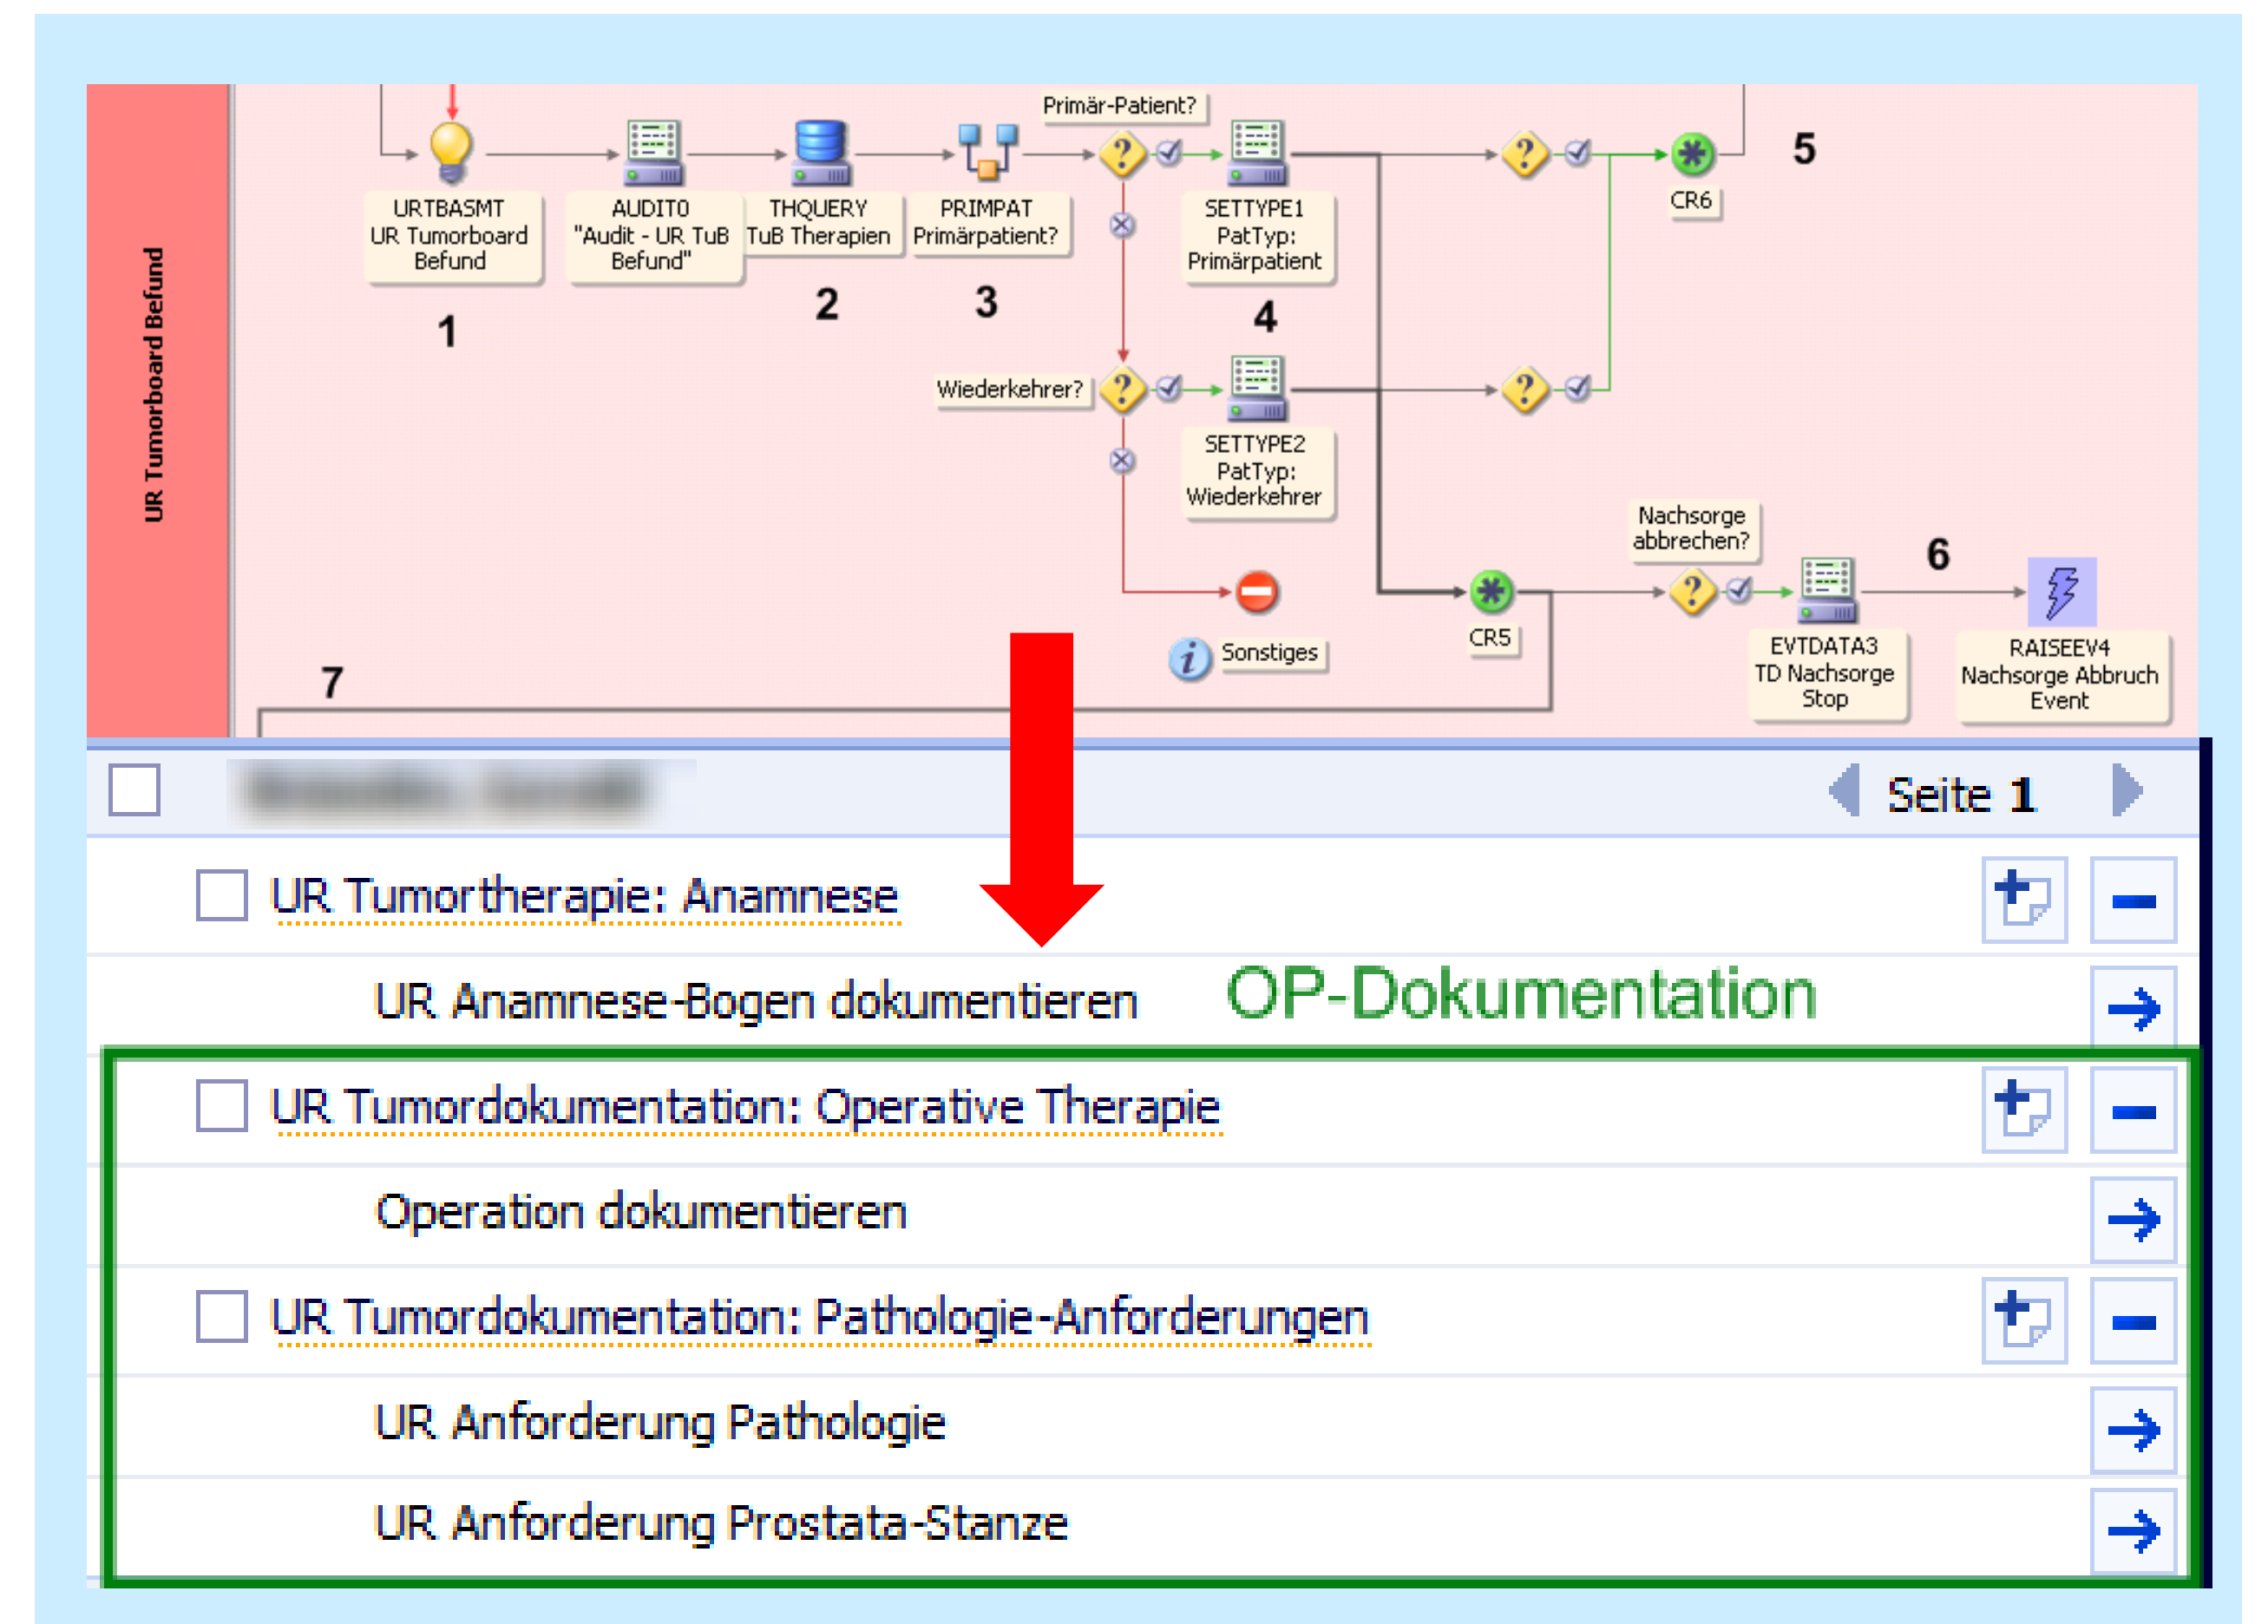 UR Tumorboard Befund
Primär-Patient?
URTBASMT
UR Tumorboard
Befund
1
AUDIT0
"Audit - UR TuB
Befund"
THQUERY
TuB Therapien
2
PRIMPAT
Primärpatient?
3
SETTYPE1
PatTyp:
Primärpatient
4
CR6
5
Wiederkehrer?
SETTYPE2
PatTyp:
Wiederkehrer
Sonstiges
CR5
Nachsorge
abbrechen?
EVTDATA3
TD Nachsorge
Stop
6
RAISEEV4
Nachsorge Abbruch
Event
7
Seite 1
UR Tumortherapie: Anamnese
UR Anamnese-Bogen dokumentieren
OP-Dokumentation
UR Tumordokumentation: Operative Therapie
Operation dokumentieren
UR Tumordokumentation: Pathologie-Anforderungen
UR Anforderung Pathologie
UR Anforderung Prostata-Stanze